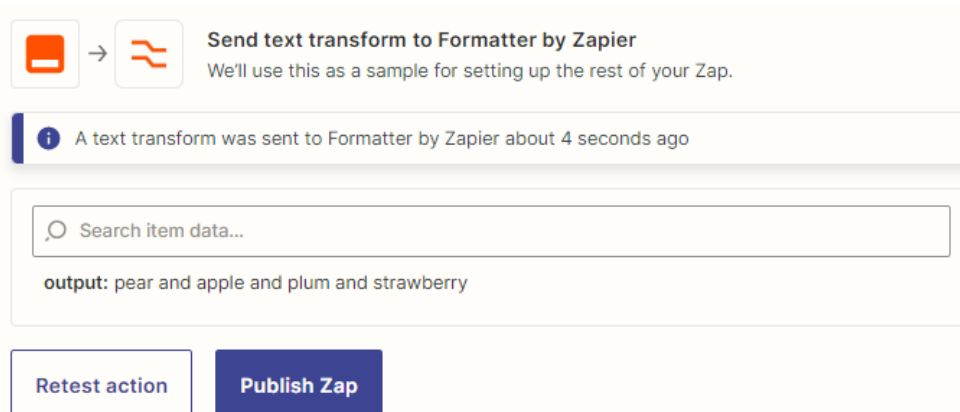 Send text transform to Formatter by Zapier
We'll use this as a sample for setting up the rest of your Zap.
A text transform was sent to Formatter by Zapier about 4 seconds ago
Search item data...
output: pear and apple and plum and strawberry
Retest action
Publish Zap